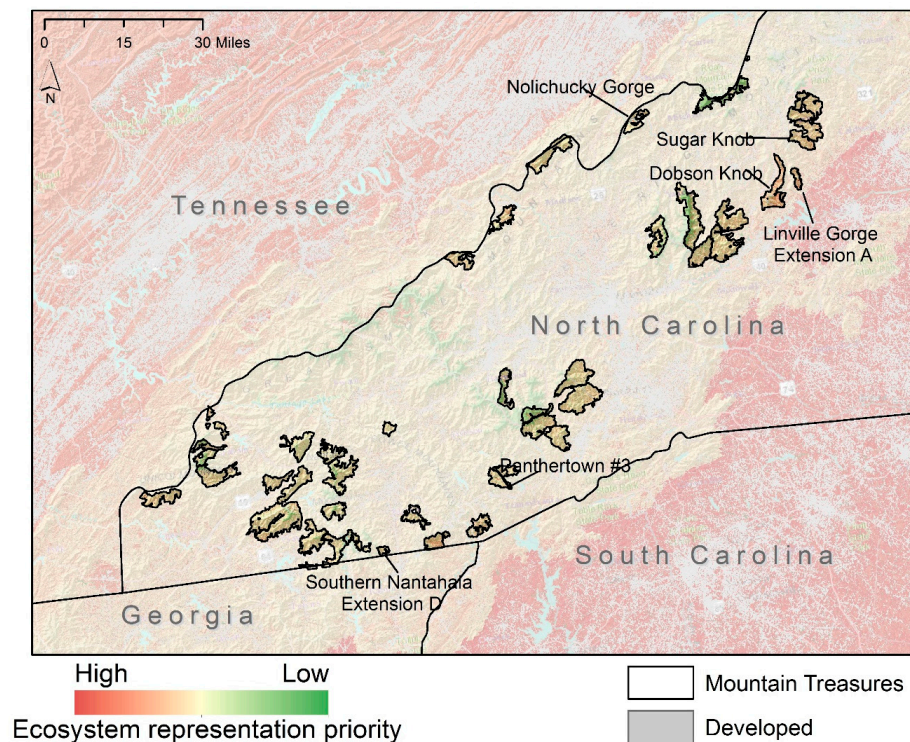 0 15 30 Miles
N
Nolichucky Gorge
Sugar Knob
Dobson Knob
Tennessee
Linville Gorge
Extension A
North Carolina
Panthertown #3
South Carolina
Southern Nantahala
Extension D
Georgia
High Low
Mountain Treasures
Developed
Ecosystem representation priority